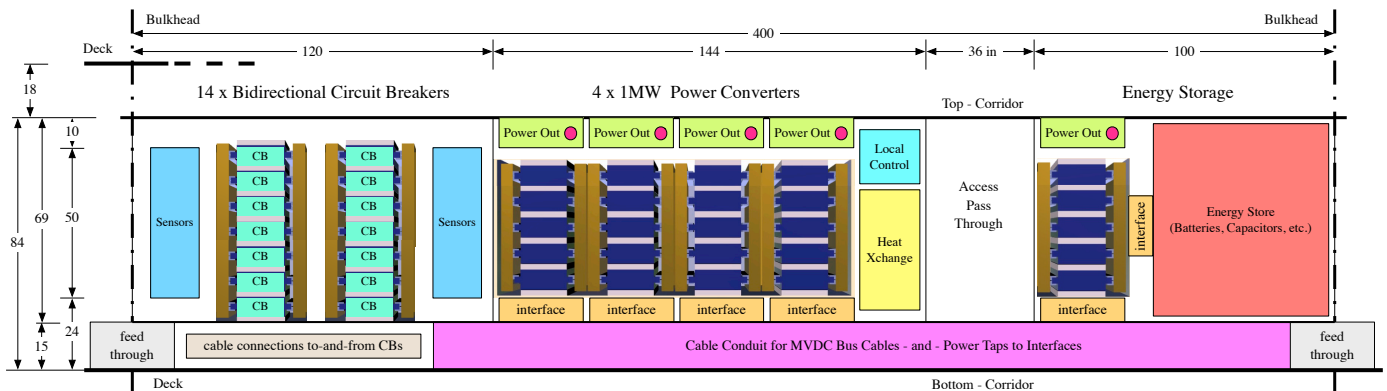 Bulkhead
Bulkhead
400
Deck
120
144
36 in
100
18
14 x Bidirectional Circuit Breakers
4 x 1MW Power Converters
Top - Corridor
Energy Storage
10
69
84
50
24
15
Sensors
CB
CB
CB
CB
CB
CB
CB
CB
CB
CB
CB
CB
CB
CB
Sensors
Power Out
Power Out
Power Out
Power Out
Local
Control
Heat
Xchange
interface
interface
interface
interface
Access
Pass
Through
Power Out
interface
interface
Energy Store
(Batteries, Capacitors, etc.)
feed
through
cable connections to-and-from CBs
Cable Conduit for MVDC Bus Cables - and - Power Taps to Interfaces
feed
through
Deck
Bottom - Corridor